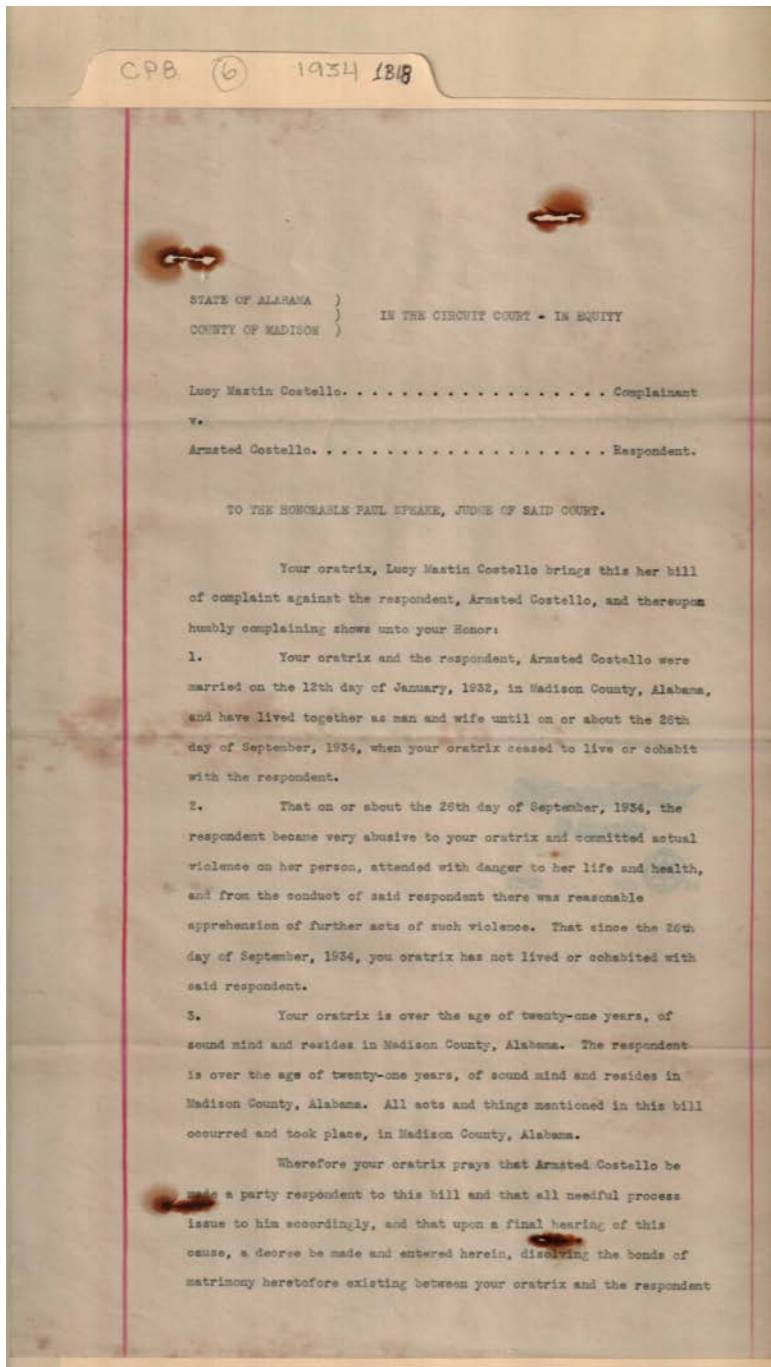 CPB 6 1934 1318
STATE OF ALABAMA )
) IN THE CIRCUIT COURT - IN EQUITY
COUNTY OF MADISON )
Lucy Mastin Costello. . . . . . . . . . . . . . . . . . . Complainant
v.
Armsted Costello. . . . . . . . . . . . . . . . . . . . . Respondent.
TO THE HONORABLE PAUL SPEAKE, JUDGE OF SAID COURT.
Your oratrix, Lucy Mastin Costello brings this her bill
of complaint against the respondent, Armsted Costello, and thereupon
humbly complaining shows unto your Honor:
1. Your oratrix and the respondent, Armsted Costello were
married on the 12th day of January, 1932, in Madison County, Alabama,
and have lived together as man and wife until on or about the 26th
day of September, 1934, when your oratrix ceased to live or cohabit
with the respondent.
2. That on or about the 26th day of September, 1934, the
respondent became very abusive to your oratrix and committed actual
violence on her person, attended with danger to her life and health,
and from the conduct of said respondent there was reasonable
apprehension of further acts of such violence. That since the 26th
day of September, 1934, you oratrix has not lived or cohabited with
said respondent.
3. Your oratrix is over the age of twenty-one years, of
sound mind and resides in Madison County, Alabama. The respondent
is over the age of twenty-one years, of sound mind and resides in
Madison County, Alabama. All acts and things mentioned in this bill
occurred and took place, in Madison County, Alabama.
Wherefore your oratrix prays that Armsted Costello be
made a party respondent to this bill and that all needful process
issue to him accordingly, and that upon a final hearing of this
cause, a decree be made and entered herein, disolving the bonds of
matrimony heretofore existing between your oratrix and the respondent